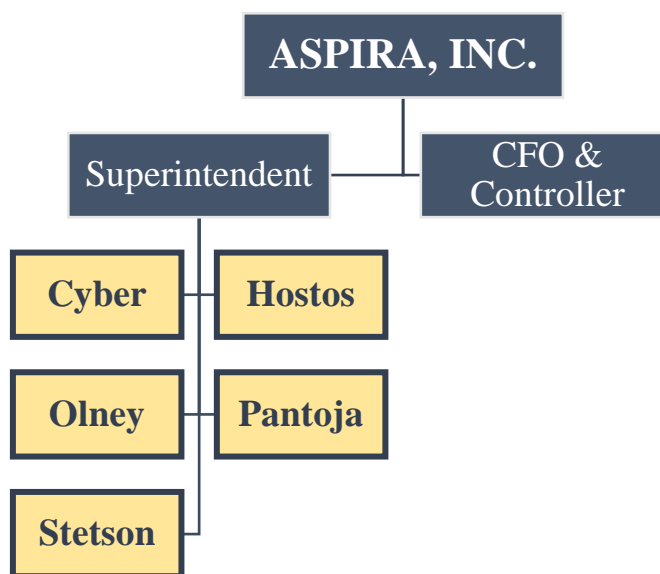 ASPIRA, INC.
Superintendent
CFO &
Controller
Cyber
Hostos
Olney
Pantoja
Stetson